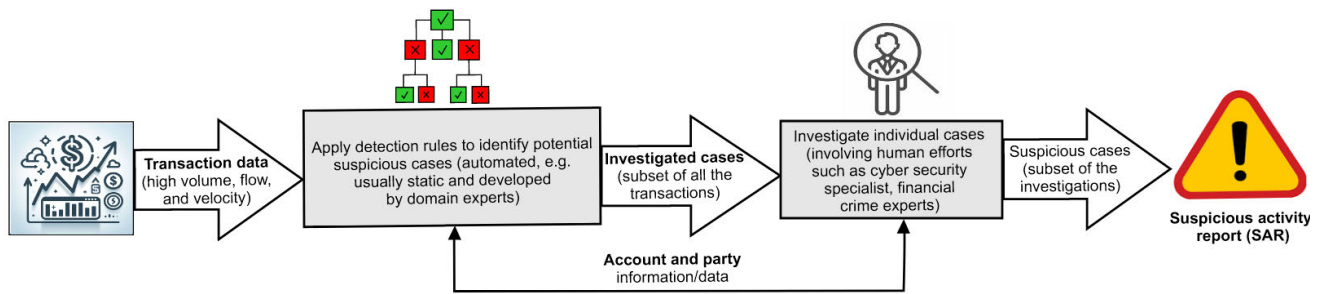 Transaction data
(high volume, flow,
and velocity)
Apply detection rules to identify potential
suspicious cases (automated, e.g.
usually static and developed
by domain experts)
Investigated cases
(subset of all the
transactions)
Investigate individual cases
(involving human efforts
such as cyber security
specialist, financial
crime experts)
Suspicious cases
(subset of the
investigations)
Suspicious activity
report (SAR)
Account and party
information/data